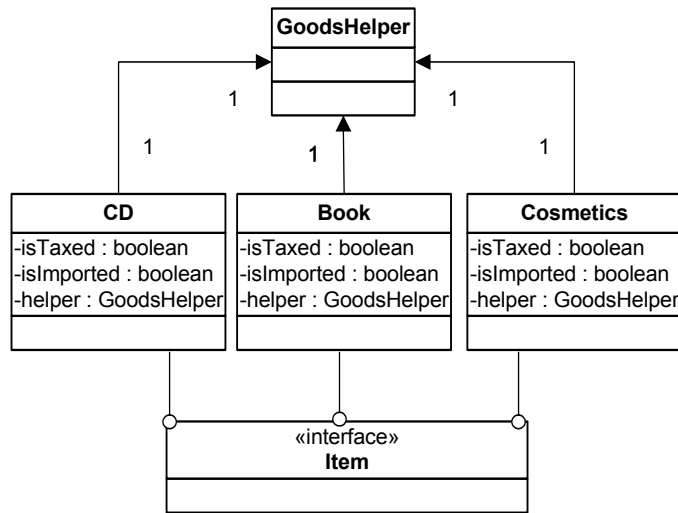 GoodsHelper
1
1
1
1
1
1
CD
-isTaxed : boolean
-isImported : boolean
-helper : GoodsHelper
Book
-isTaxed : boolean
-isImported : boolean
-helper : GoodsHelper
Cosmetics
-isTaxed : boolean
-isImported : boolean
-helper : GoodsHelper
«interface»
Item